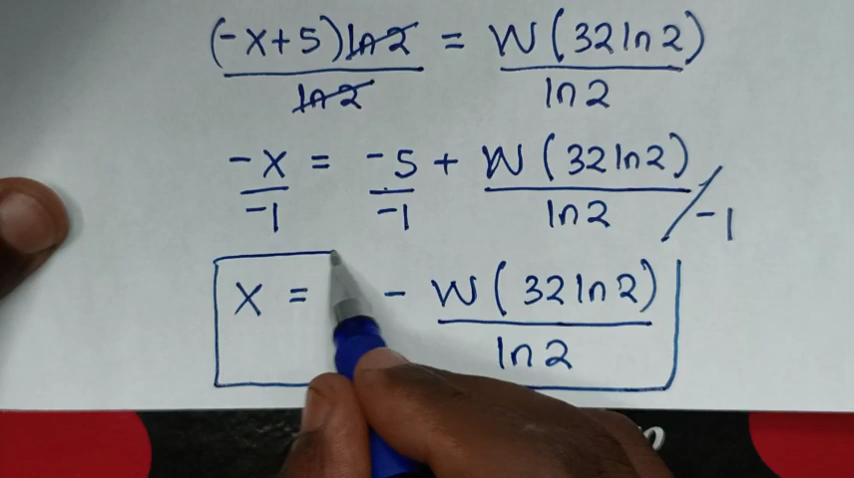 (-x+5)ln2 / ln2 = W(32ln2) / ln2
-x / -1 = -5 / -1 + W(32ln2) / ln2 / -1
x = - W(32ln2) / ln2